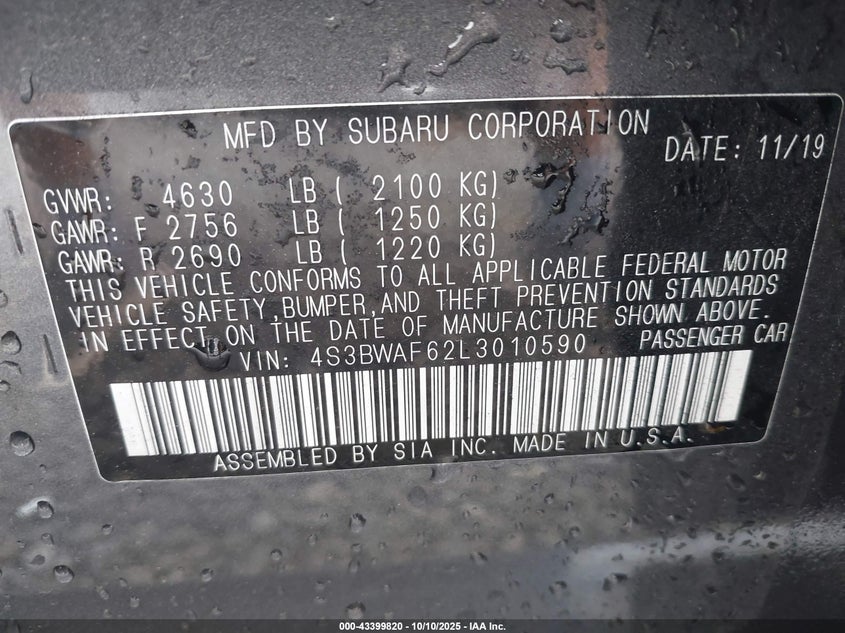 MFD BY SUBARU CORPORATION
DATE: 11/19
GVWR: 4630 LB ( 2100 KG)
GAWR: F 2756 LB ( 1250 KG)
GAWR: R 2690 LB ( 1220 KG)
THIS VEHICLE CONFORMS TO ALL APPLICABLE FEDERAL MOTOR
VEHICLE SAFETY,BUMPER,AND THEFT PREVENTION STANDARDS
IN EFFECT ON THE DATE OF MANUFACTURE SHOWN ABOVE.
VIN: 4S3BWAF62L3010590 PASSENGER CAR
ASSEMBLED BY SIA INC. MADE IN U.S.A.
000-43399820 - 10/10/2025 - IAA Inc.